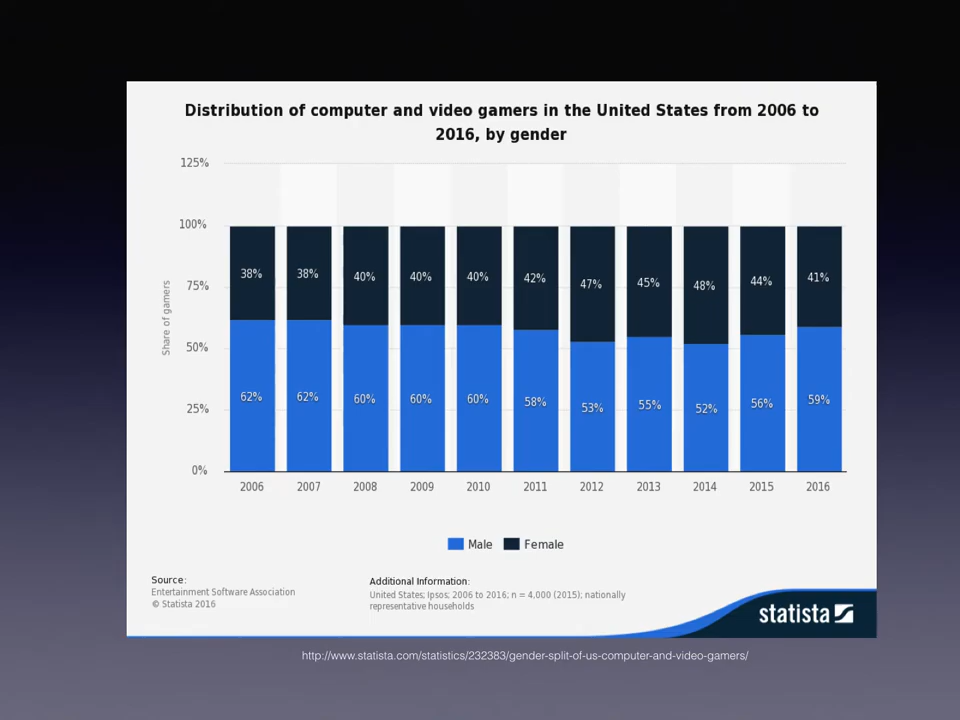 Distribution of computer and video gamers in the United States from 2006 to
2016, by gender
125%
100%
75%
50%
25%
0%
Share of gamers
38% 38% 40% 40% 40% 42% 47% 45% 48% 44% 41%
62% 62% 60% 60% 60% 58% 53% 55% 52% 56% 59%
2006 2007 2008 2009 2010 2011 2012 2013 2014 2015 2016
Male Female
Source:
Entertainment Software Association
© Statista 2016
Additional Information:
United States; Ipsos; 2006 to 2016; n = 4,000 (2015); nationally
representative households
statista
http://www.statista.com/statistics/232383/gender-split-of-us-computer-and-video-gamers/